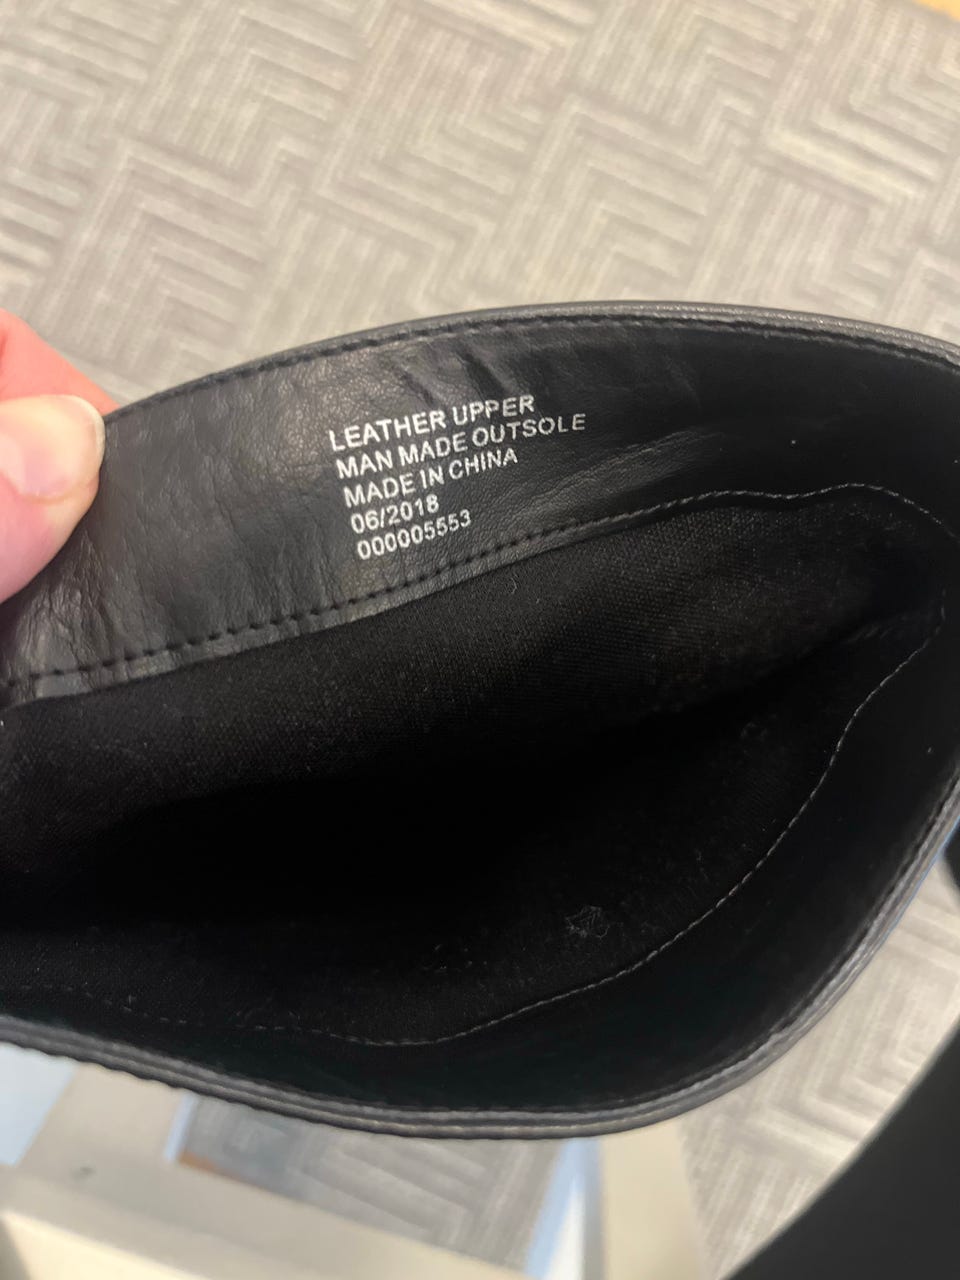 LEATHER UPPER
MAN MADE OUTSOLE
MADE IN CHINA
06/2018
000005553